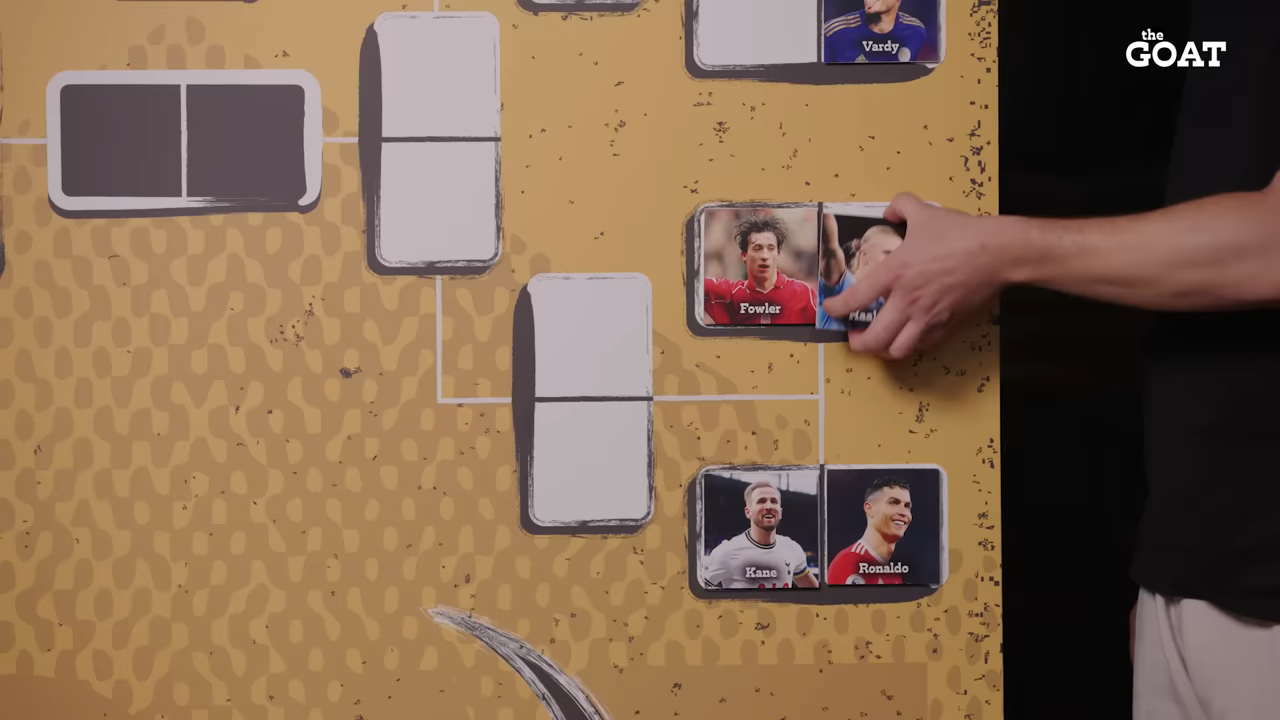 the
GOAT
Vardy
Fowler
Kane
Ronaldo